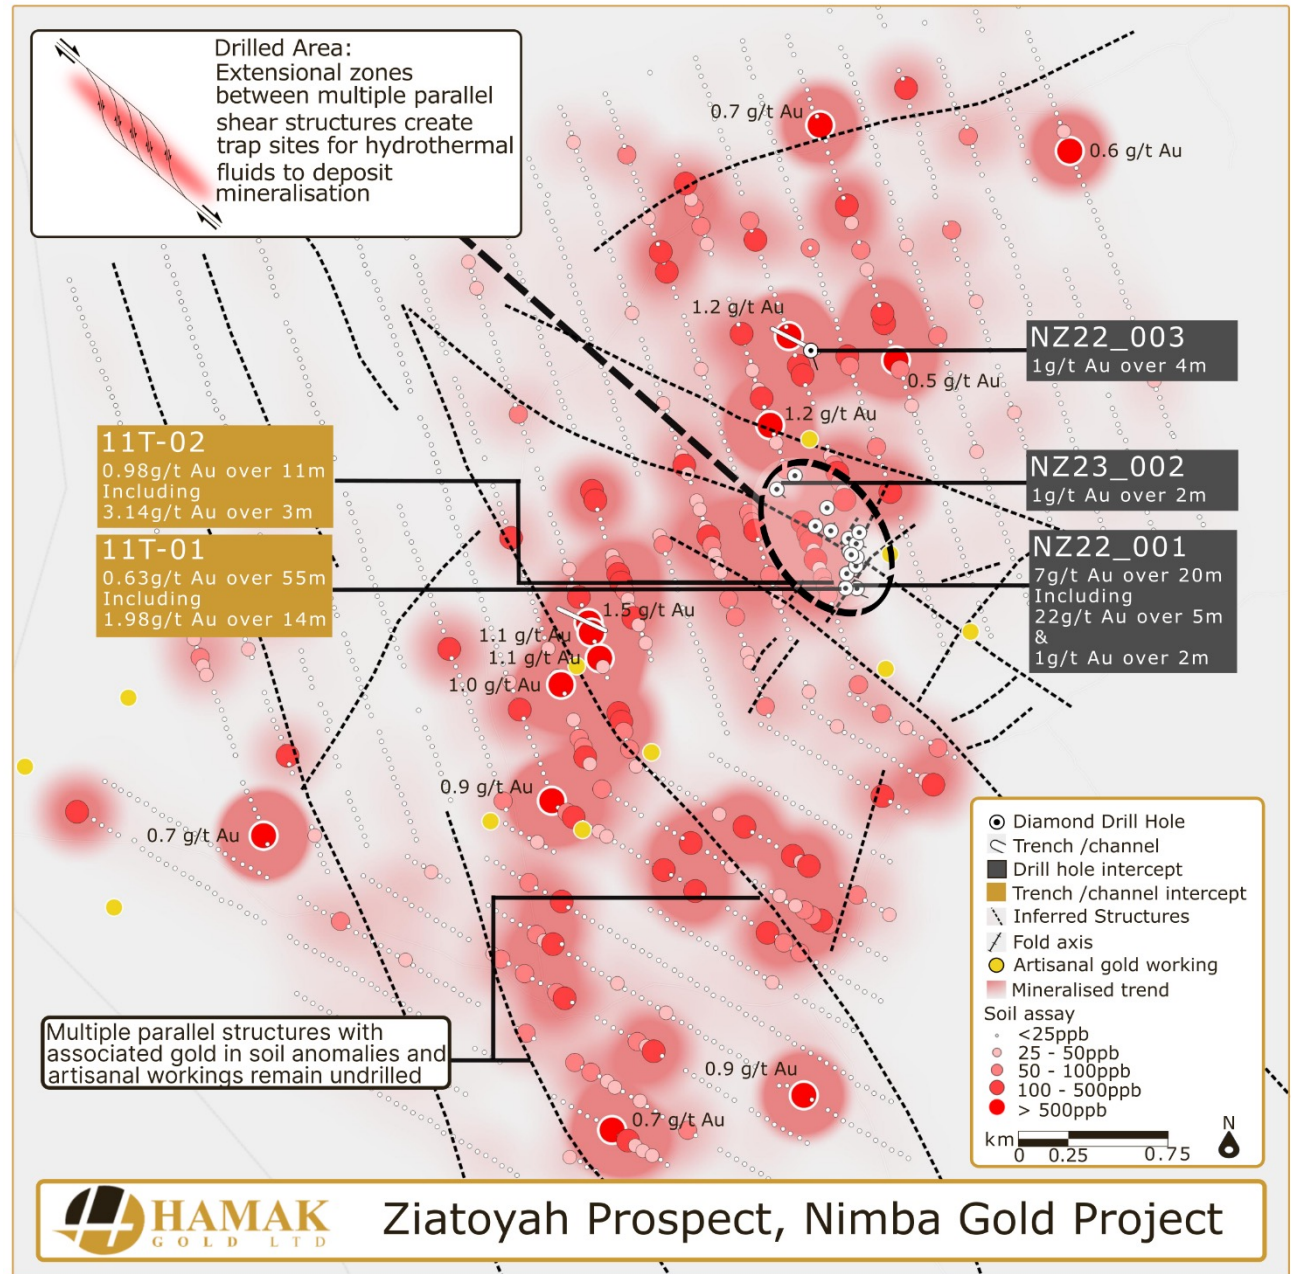 Drilled Area:
Extensional zones
between multiple parallel
shear structures create
trap sites for hydrothermal
fluids to deposit
mineralisation
0.7 g/t Au
0.6 g/t Au
1.2 g/t Au
0.5 g/t Au
1.2 g/t Au
NZ22_003
1g/t Au over 4m
NZ23_002
1g/t Au over 2m
NZ22_001
7g/t Au over 20m
Including
22g/t Au over 5m
&
1g/t Au over 2m
11T-02
0.98g/t Au over 11m
Including
3.14g/t Au over 3m
11T-01
0.63g/t Au over 55m
Including
1.98g/t Au over 14m
1.5 g/t Au
1.1 g/t Au
1.1 g/t Au
1.0 g/t Au
0.9 g/t Au
0.7 g/t Au
0.9 g/t Au
0.7 g/t Au
Multiple parallel structures with
associated gold in soil anomalies and
artisanal workings remain undrilled
Diamond Drill Hole
Trench /channel
Drill hole intercept
Trench /channel intercept
Inferred Structures
Fold axis
Artisanal gold working
Mineralised trend
Soil assay
<25ppb
25 - 50ppb
50 - 100ppb
100 - 500ppb
> 500ppb
N
km
0 0.25 0.75
HAMAK
GOLD LTD
Ziatoyah Prospect, Nimba Gold Project